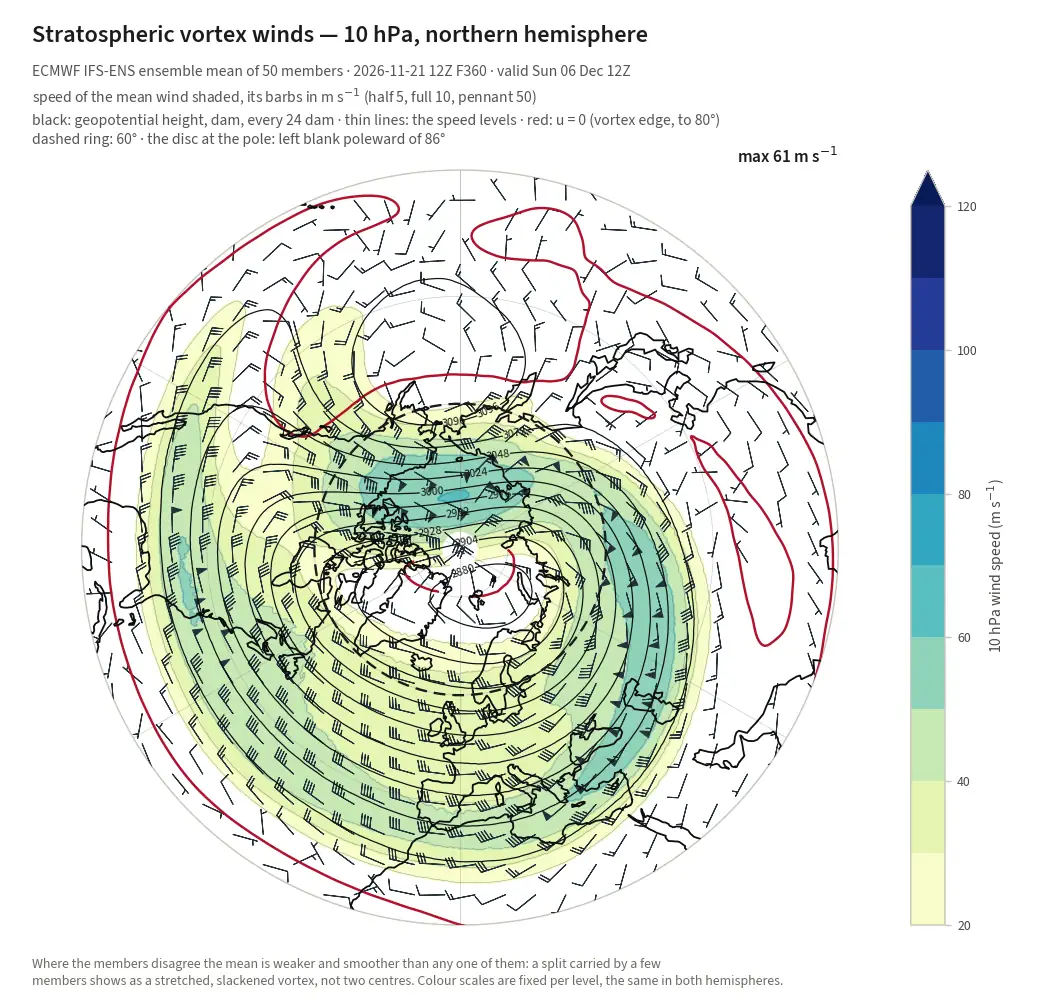 Stratospheric vortex winds — 10 hPa, northern hemisphere
ECMWF IFS-ENS ensemble mean of 50 members · 2026-11-21 12Z F360 · valid Sun 06 Dec 12Z
speed of the mean wind shaded, its barbs in m s⁻¹ (half 5, full 10, pennant 50)
black: geopotential height, dam, every 24 dam · thin lines: the speed levels · red: u = 0 (vortex edge, to 80°)
dashed ring: 60° · the disc at the pole: left blank poleward of 86°
max 61 m s⁻¹
120
100
80
60
40
20
10 hPa wind speed (m s⁻¹)
3048
3024
3000
2928
2904
2880
Where the members disagree the mean is weaker and smoother than any one of them: a split carried by a few
members shows as a stretched, slackened vortex, not two centres. Colour scales are fixed per level, the same in both hemispheres.